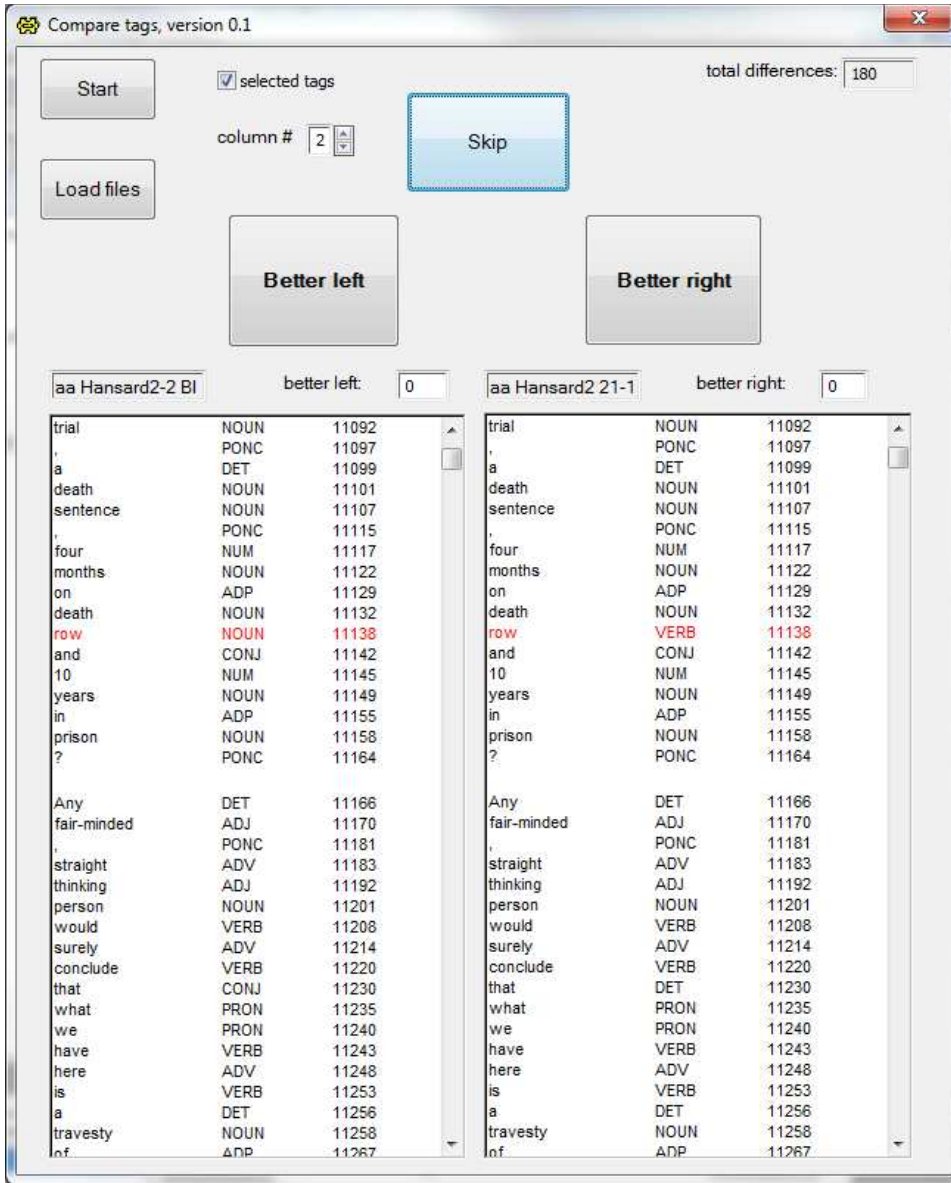 Compare tags, version 0.1
Start
selected tags
total differences: 180
column # 2
Skip
Load files
Better left
Better right
aa Hansard2-2 Bl better left: 0
aa Hansard2 21-1 better right: 0
trial NOUN 11092 trial NOUN 11092
, PONC 11097 , PONC 11097
a DET 11099 a DET 11099
death NOUN 11101 death NOUN 11101
sentence NOUN 11107 sentence NOUN 11107
, PONC 11115 , PONC 11115
four NUM 11117 four NUM 11117
months NOUN 11122 months NOUN 11122
on ADP 11129 on ADP 11129
death NOUN 11132 death NOUN 11132
row NOUN 11138 row VERB 11138
and CONJ 11142 and CONJ 11142
10 NUM 11145 10 NUM 11145
years NOUN 11149 years NOUN 11149
in ADP 11155 in ADP 11155
prison NOUN 11158 prison NOUN 11158
? PONC 11164 ? PONC 11164
Any DET 11166 Any DET 11166
fair-minded ADJ 11170 fair-minded ADJ 11170
, PONC 11181 , PONC 11181
straight ADV 11183 straight ADV 11183
thinking ADJ 11192 thinking ADJ 11192
person NOUN 11201 person NOUN 11201
would VERB 11208 would VERB 11208
surely ADV 11214 surely ADV 11214
conclude VERB 11220 conclude VERB 11220
that CONJ 11230 that DET 11230
what PRON 11235 what PRON 11235
we PRON 11240 we PRON 11240
have VERB 11243 have VERB 11243
here ADV 11248 here ADV 11248
is VERB 11253 is VERB 11253
a DET 11256 a DET 11256
travesty NOUN 11258 travesty NOUN 11258
of ADP 11267 of ADP 11267